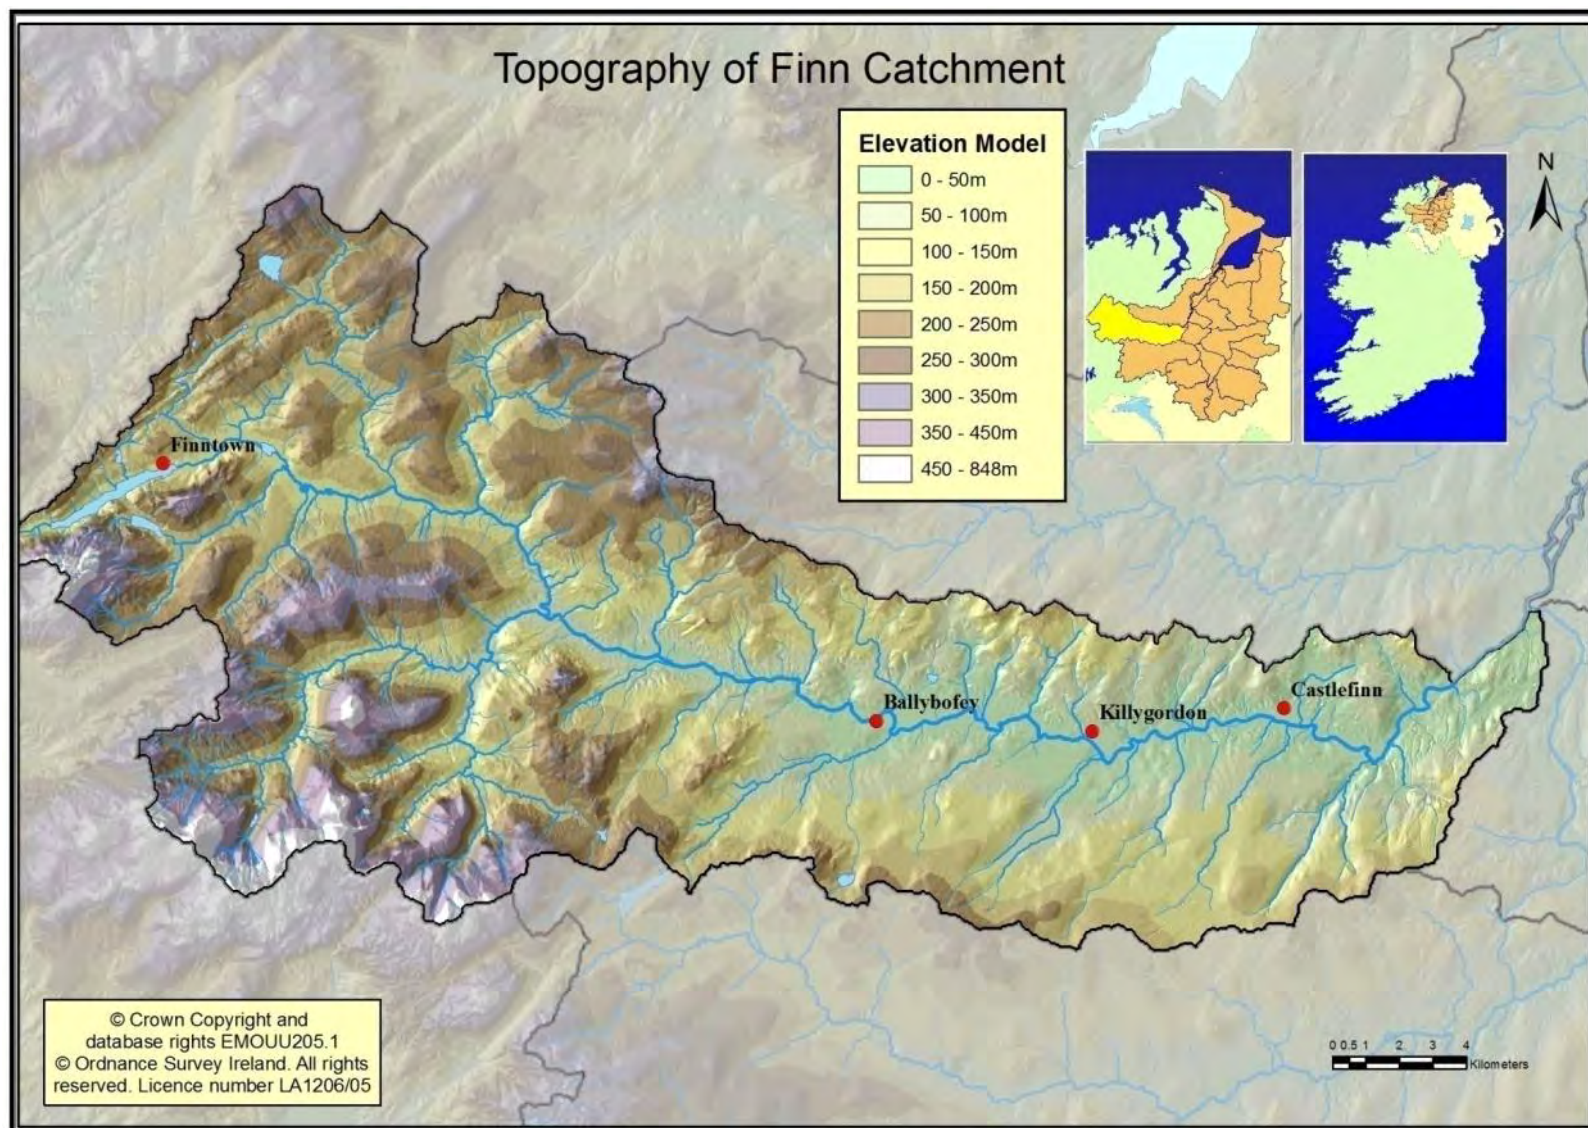 Topography of Finn Catchment
Elevation Model
0 - 50m
50 - 100m
100 - 150m
150 - 200m
200 - 250m
250 - 300m
300 - 350m
350 - 450m
450 - 848m
N
Finntown
Ballybofey
Killygordon
Castlefinn
© Crown Copyright and
database rights EMOUU205.1
© Ordnance Survey Ireland. All rights
reserved. Licence number LA1206/05
0 0.5 1 2 3 4
Kilometers